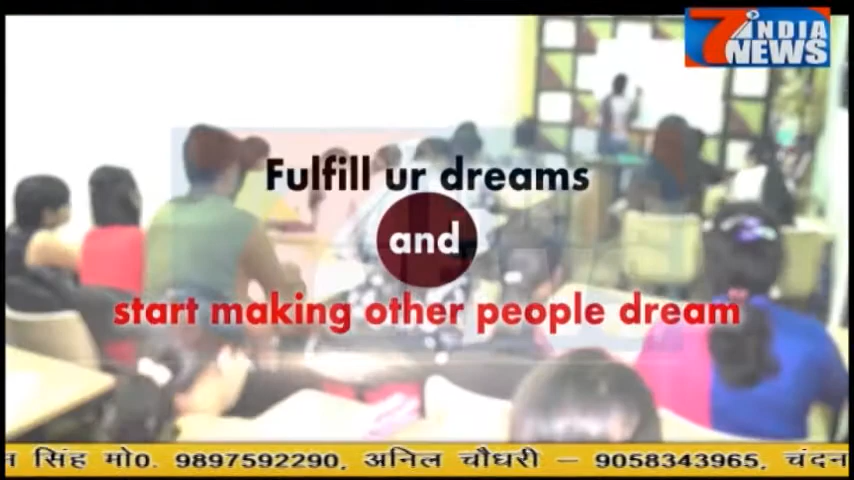 7 INDIA
NEWS
Fulfill ur dreams
and
start making other people dream
सिंह मो0. 9897592290, अनिल चौधरी – 9058343965, चंदन